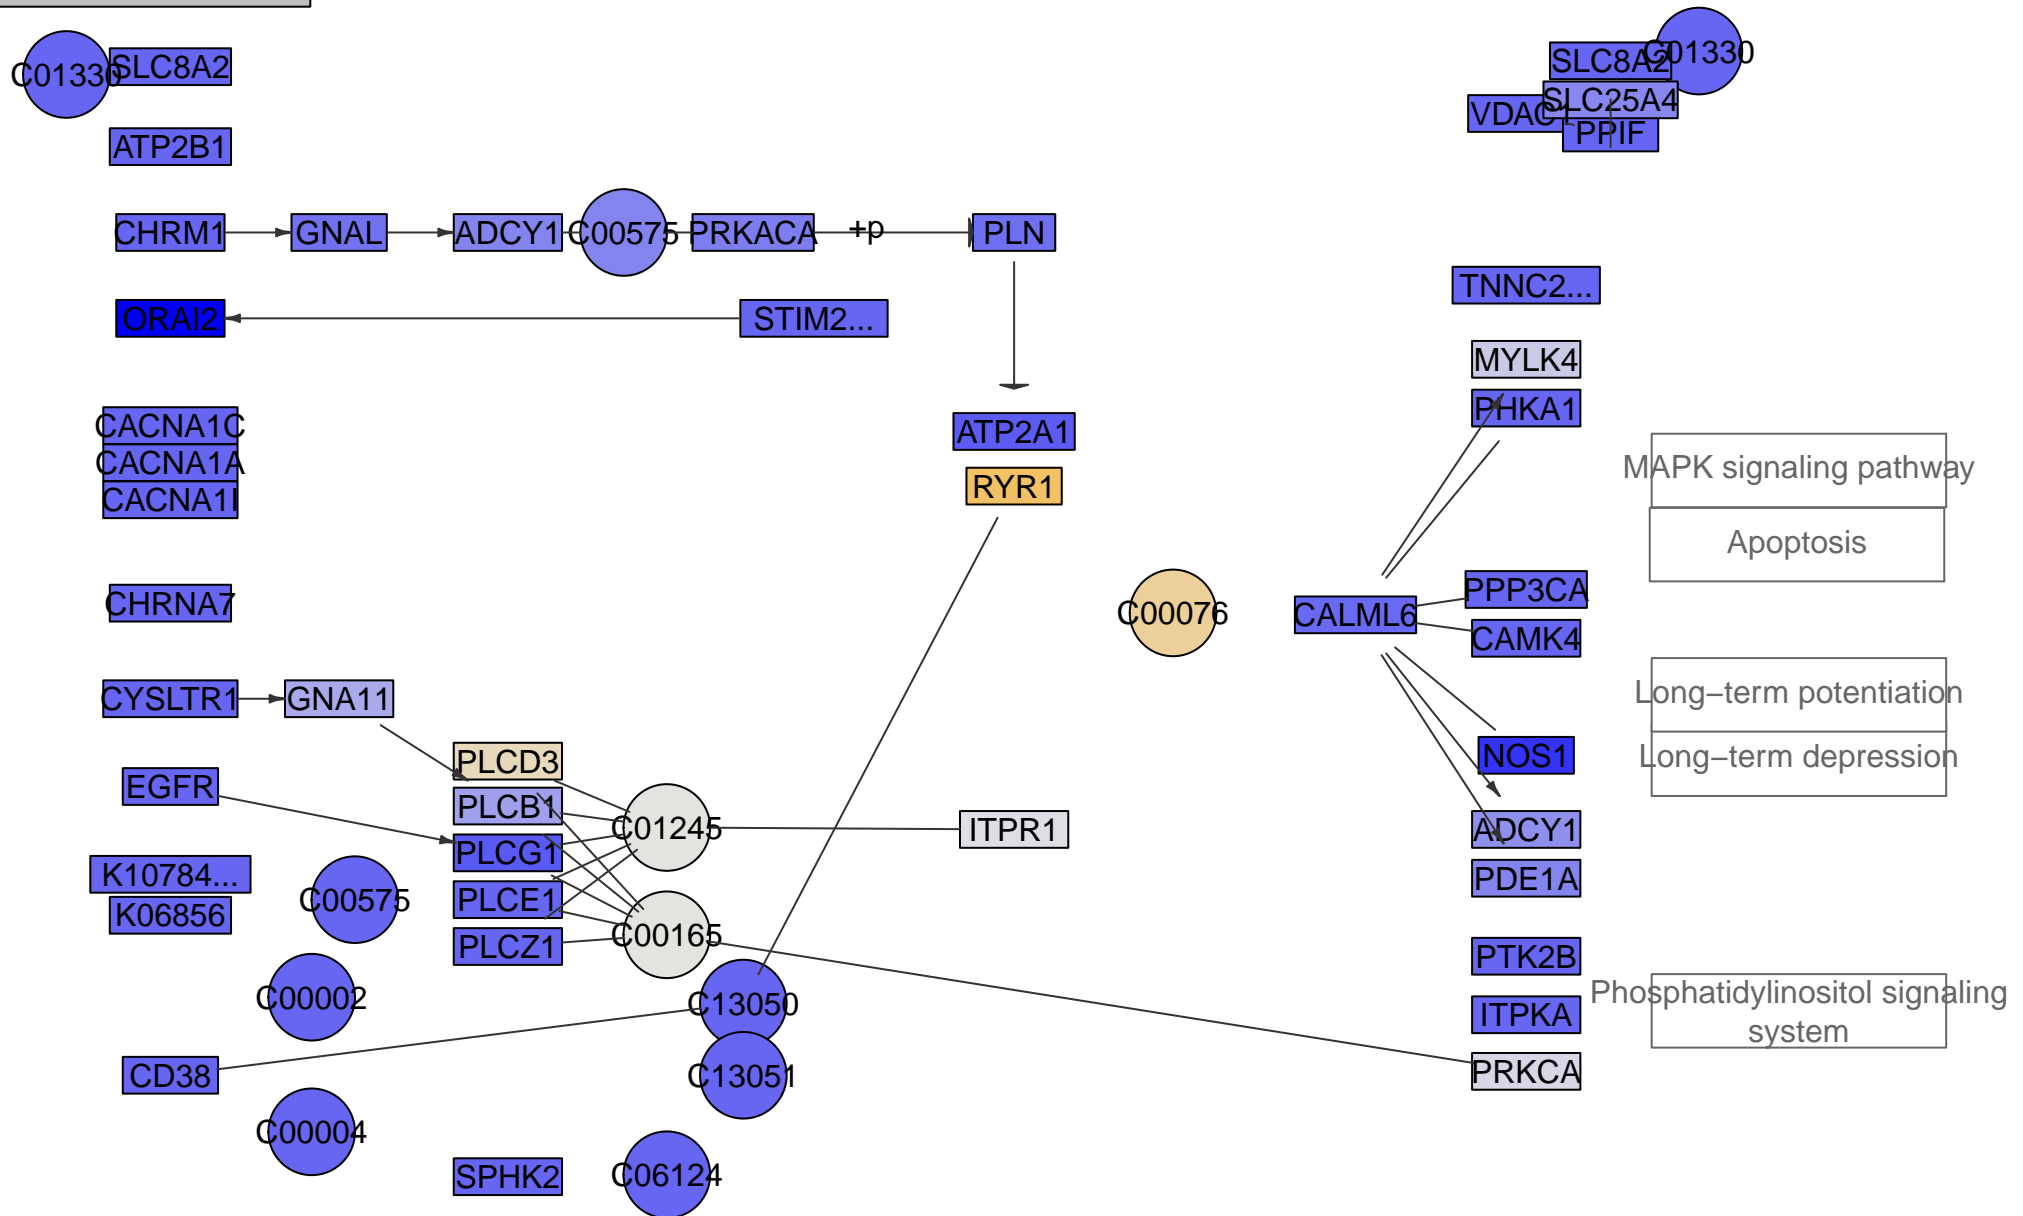 C01330
SLC8A2
SLC8A2
C01330
SLC25A4
VDAC1
PPIF
ATP2B1
CHRM1
GNAL
ADCY1
C00575
PRKACA
+p
PLN
TNNC2...
ORAI2
STIM2...
MYLK4
PHKA1
CACNA1C
CACNA1A
CACNA1I
ATP2A1
RYR1
MAPK signaling pathway
Apoptosis
CHRNA7
C00076
CALML6
PPP3CA
CAMK4
CYSLTR1
GNA11
Long−term potentiation
Long−term depression
NOS1
PLCD3
EGFR
PLCB1
C01245
ITPR1
ADCY1
PLCG1
K10784...
PDE1A
C00575
PLCE1
K06856
C00165
PLCZ1
PTK2B
C00002
C13050
Phosphatidylinositol signaling
system
ITPKA
CD38
C13051
PRKCA
C00004
SPHK2
C06124